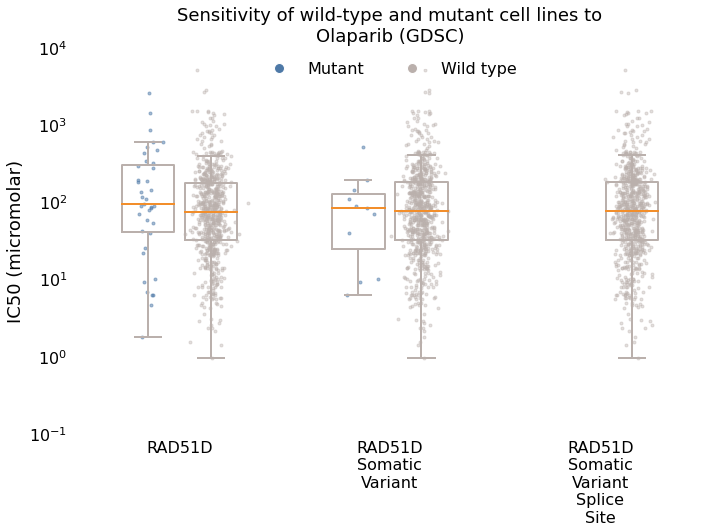 Sensitivity of wild-type and mutant cell lines to
Olaparib (GDSC)
Mutant
Wild type
IC50 (micromolar)
10⁴
10³
10²
10¹
10⁰
10⁻¹
RAD51D
RAD51D
Somatic
Variant
RAD51D
Somatic
Variant
Splice
Site